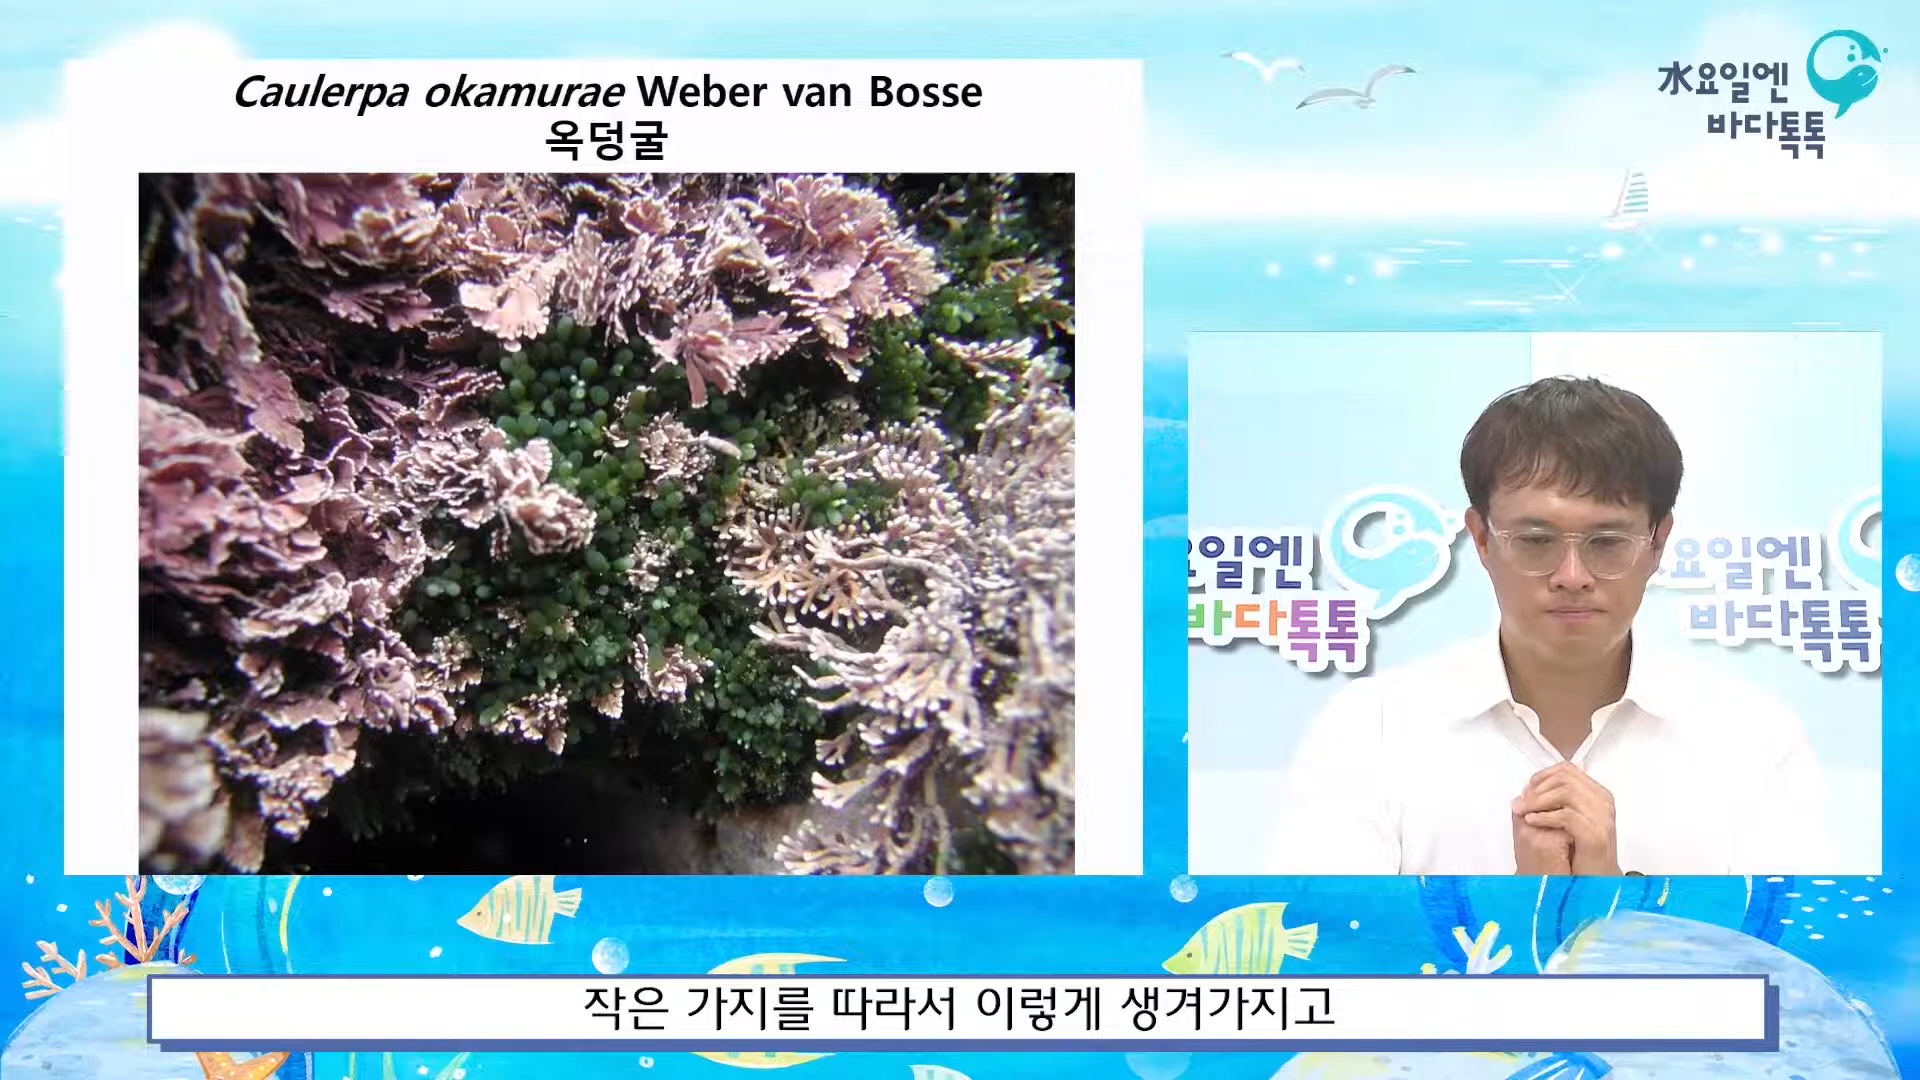 Caulerpa okamurae Weber van Bosse
옥덩굴
水요일엔
바다톡톡
요일엔
바다톡톡
요일엔
바다톡톡
작은 가지를 따라서 이렇게 생겨가지고